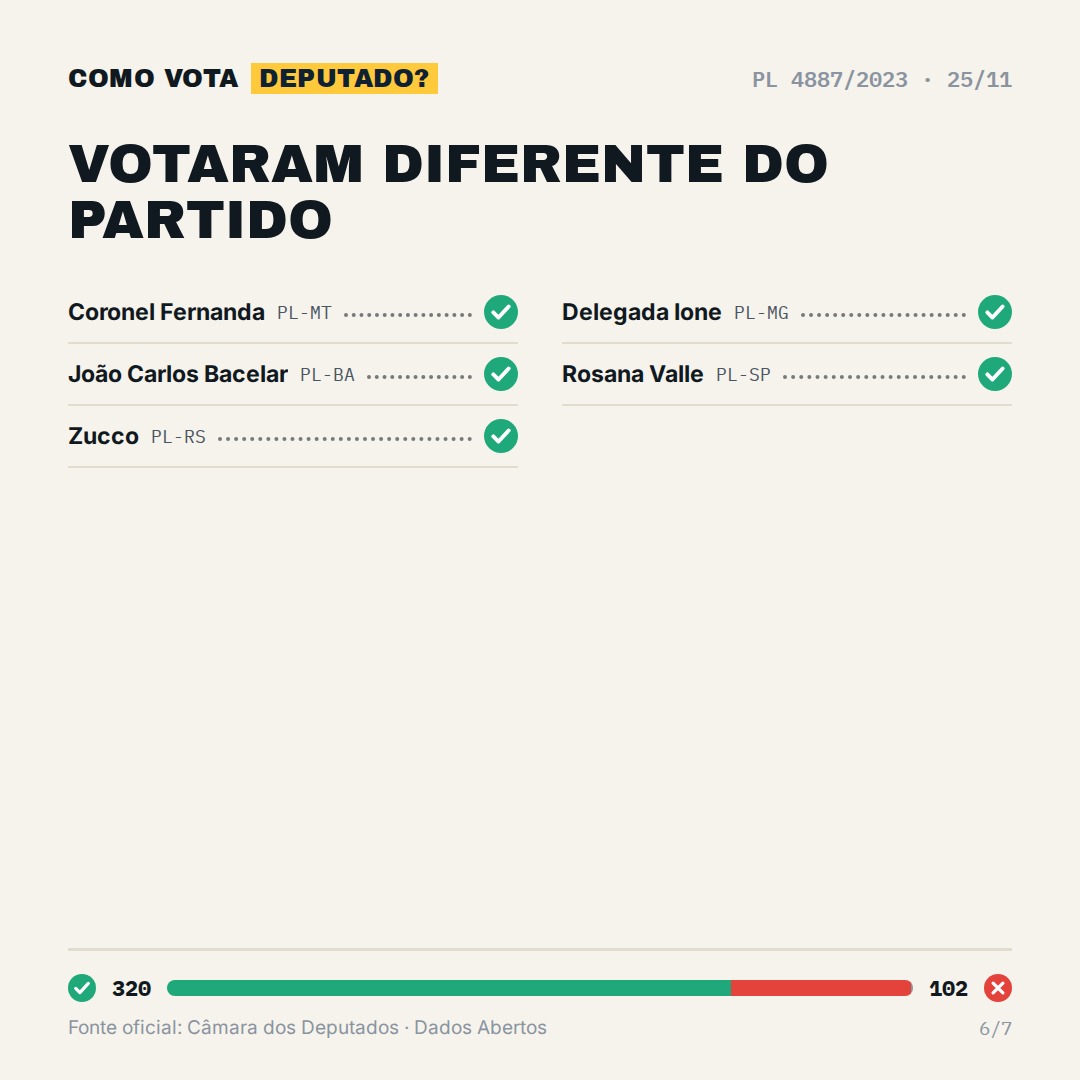 COMO VOTA DEPUTADO?
PL 4887/2023 · 25/11
VOTARAM DIFERENTE DO
PARTIDO
Coronel Fernanda PL-MT
Delegada Ione PL-MG
João Carlos Bacelar PL-BA
Rosana Valle PL-SP
Zucco PL-RS
320
102
Fonte oficial: Câmara dos Deputados · Dados Abertos
6/7